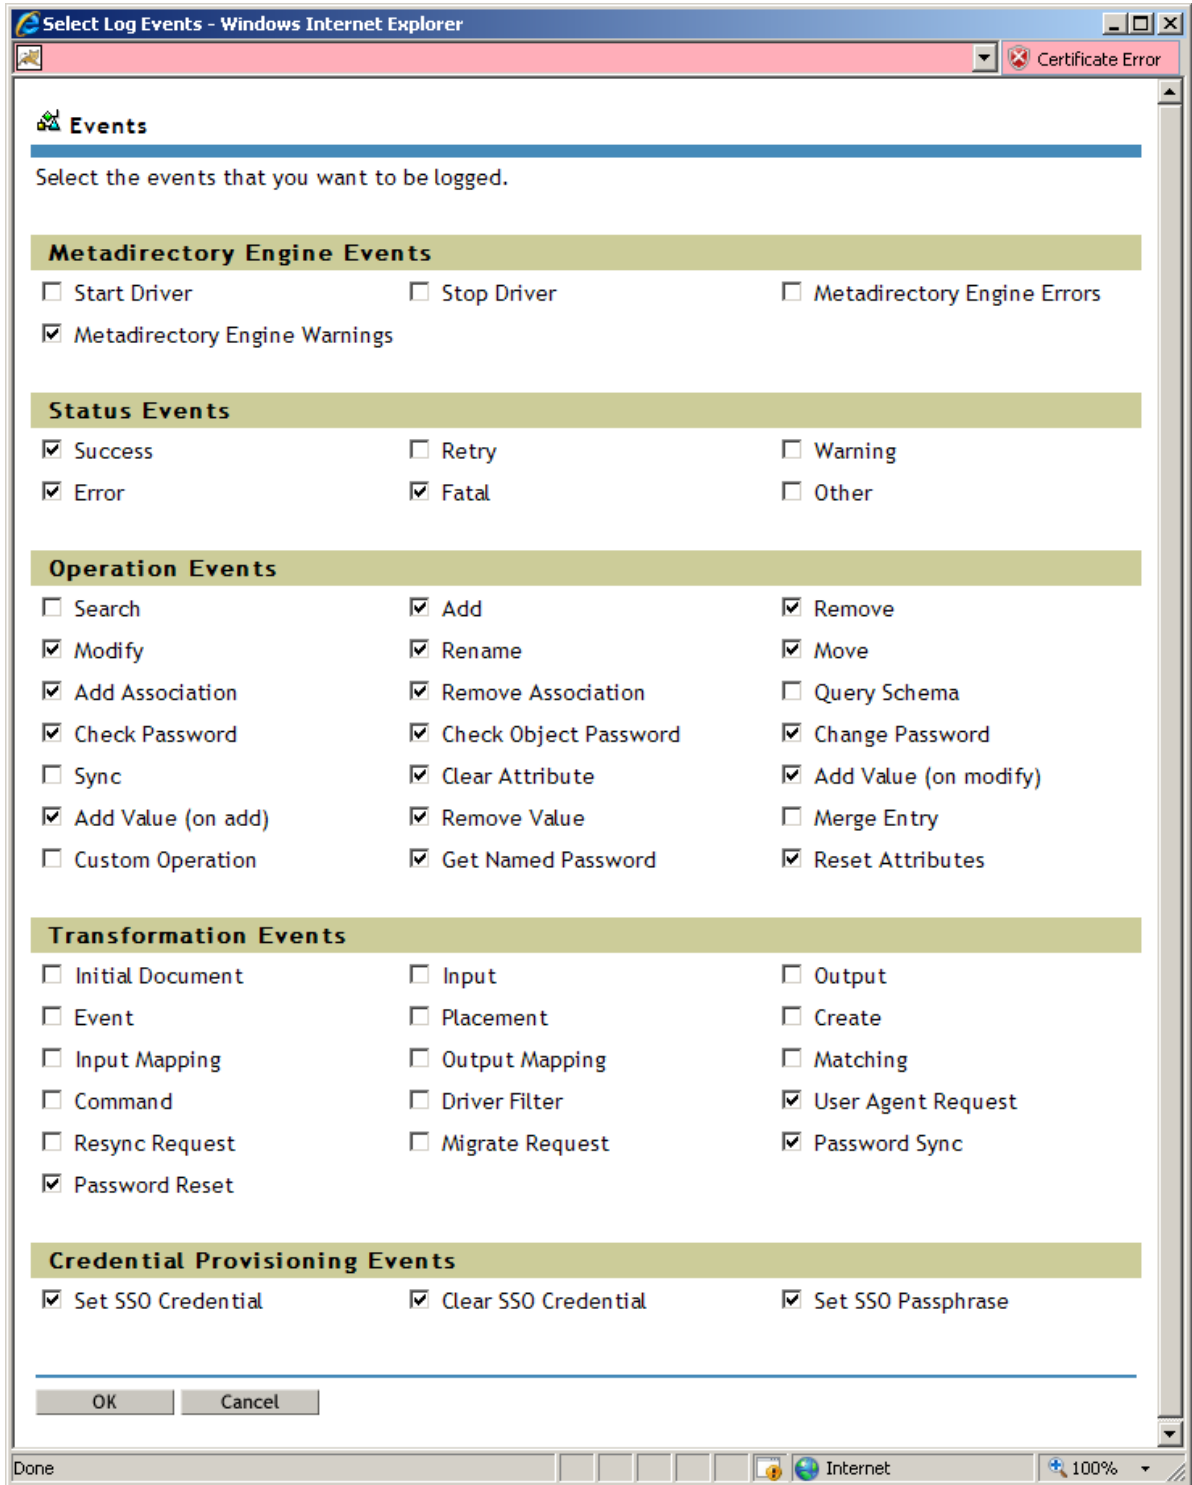 Select Log Events - Windows Internet Explorer
Certificate Error
Events
Select the events that you want to be logged.
Metadirectory Engine Events
Start Driver Stop Driver Metadirectory Engine Errors
Metadirectory Engine Warnings
Status Events
Success Retry Warning
Error Fatal Other
Operation Events
Search Add Remove
Modify Rename Move
Add Association Remove Association Query Schema
Check Password Check Object Password Change Password
Sync Clear Attribute Add Value (on modify)
Add Value (on add) Remove Value Merge Entry
Custom Operation Get Named Password Reset Attributes
Transformation Events
Initial Document Input Output
Event Placement Create
Input Mapping Output Mapping Matching
Command Driver Filter User Agent Request
Resync Request Migrate Request Password Sync
Password Reset
Credential Provisioning Events
Set SSO Credential Clear SSO Credential Set SSO Passphrase
OK Cancel
Done Internet 100%